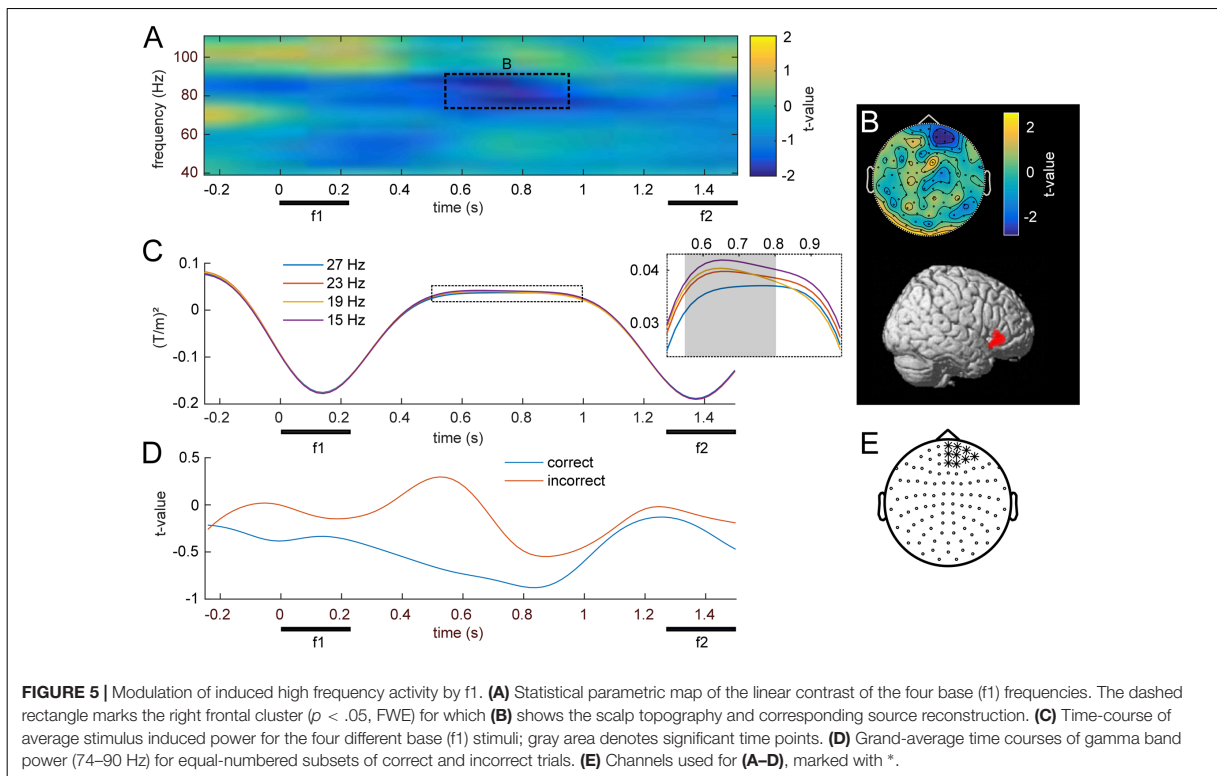 A
B
2
1
0
-1
-2
t-value
100
80
60
40
frequency (Hz)
-0.2 0 0.2 0.4 0.6 0.8 1 1.2 1.4
f1 time (s) f2
B
2
0
-2
t-value
C
27 Hz
23 Hz
19 Hz
15 Hz
0.1
0
-0.1
-0.2
(T/m)²
0.6 0.7 0.8 0.9
0.04
0.03
-0.2 0 0.2 0.4 0.6 0.8 1 1.2 1.4
f1 time (s) f2
D
correct
incorrect
0.5
0
-0.5
-1
t-value
-0.2 0 0.2 0.4 0.6 0.8 1 1.2 1.4
f1 time (s) f2
E
FIGURE 5 | Modulation of induced high frequency activity by f1. (A) Statistical parametric map of the linear contrast of the four base (f1) frequencies. The dashed
rectangle marks the right frontal cluster (p < .05, FWE) for which (B) shows the scalp topography and corresponding source reconstruction. (C) Time-course of
average stimulus induced power for the four different base (f1) stimuli; gray area denotes significant time points. (D) Grand-average time courses of gamma band
power (74–90 Hz) for equal-numbered subsets of correct and incorrect trials. (E) Channels used for (A–D), marked with *.